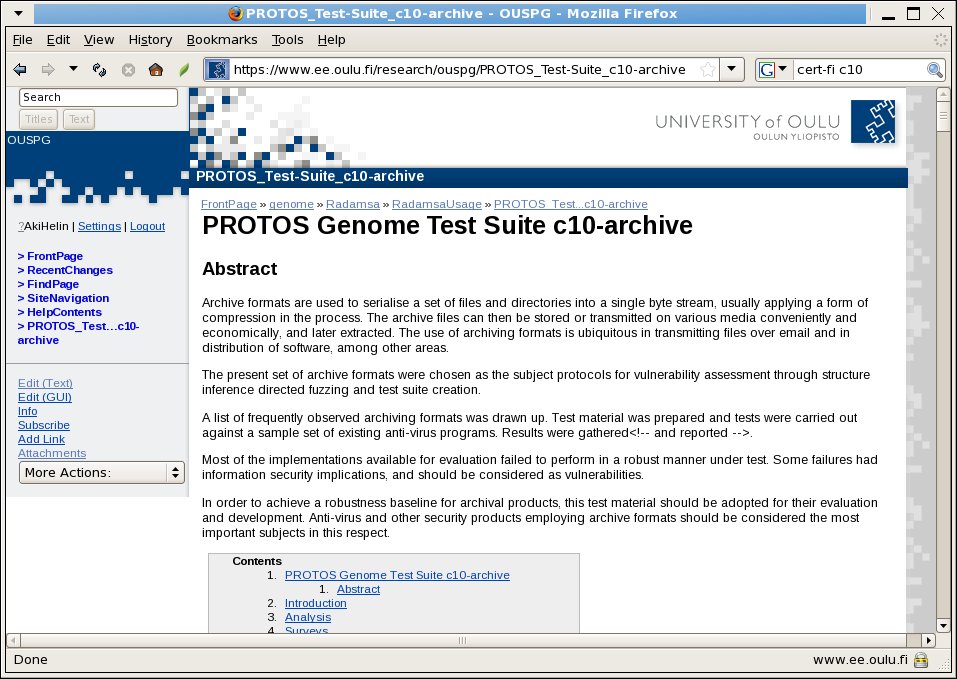 PROTOS_Test-Suite_c10-archive - OUSPG - Mozilla Firefox
File Edit View History Bookmarks Tools Help
https://www.ee.oulu.fi/research/ouspg/PROTOS_Test-Suite_c10-archive
G cert-fi c10
Search
Titles Text
OUSPG
UNIVERSITY of OULU
OULUN YLIOPISTO
PROTOS_Test-Suite_c10-archive
?AkiHelin | Settings | Logout
> FrontPage
> RecentChanges
> FindPage
> SiteNavigation
> HelpContents
> PROTOS_Test...c10-
archive
Edit (Text)
Edit (GUI)
Info
Subscribe
Add Link
Attachments
More Actions:
FrontPage » genome » Radamsa » RadamsaUsage » PROTOS_Test...c10-archive
PROTOS Genome Test Suite c10-archive
Abstract
Archive formats are used to serialise a set of files and directories into a single byte stream, usually applying a form of
compression in the process. The archive files can then be stored or transmitted on various media conveniently and
economically, and later extracted. The use of archiving formats is ubiquitous in transmitting files over email and in
distribution of software, among other areas.
The present set of archive formats were chosen as the subject protocols for vulnerability assessment through structure
inference directed fuzzing and test suite creation.
A list of frequently observed archiving formats was drawn up. Test material was prepared and tests were carried out
against a sample set of existing anti-virus programs. Results were gathered<!-- and reported -->.
Most of the implementations available for evaluation failed to perform in a robust manner under test. Some failures had
information security implications, and should be considered as vulnerabilities.
In order to achieve a robustness baseline for archival products, this test material should be adopted for their evaluation
and development. Anti-virus and other security products employing archive formats should be considered the most
important subjects in this respect.
Contents
1. PROTOS Genome Test Suite c10-archive
1. Abstract
2. Introduction
3. Analysis
4. Surveys
Done
www.ee.oulu.fi